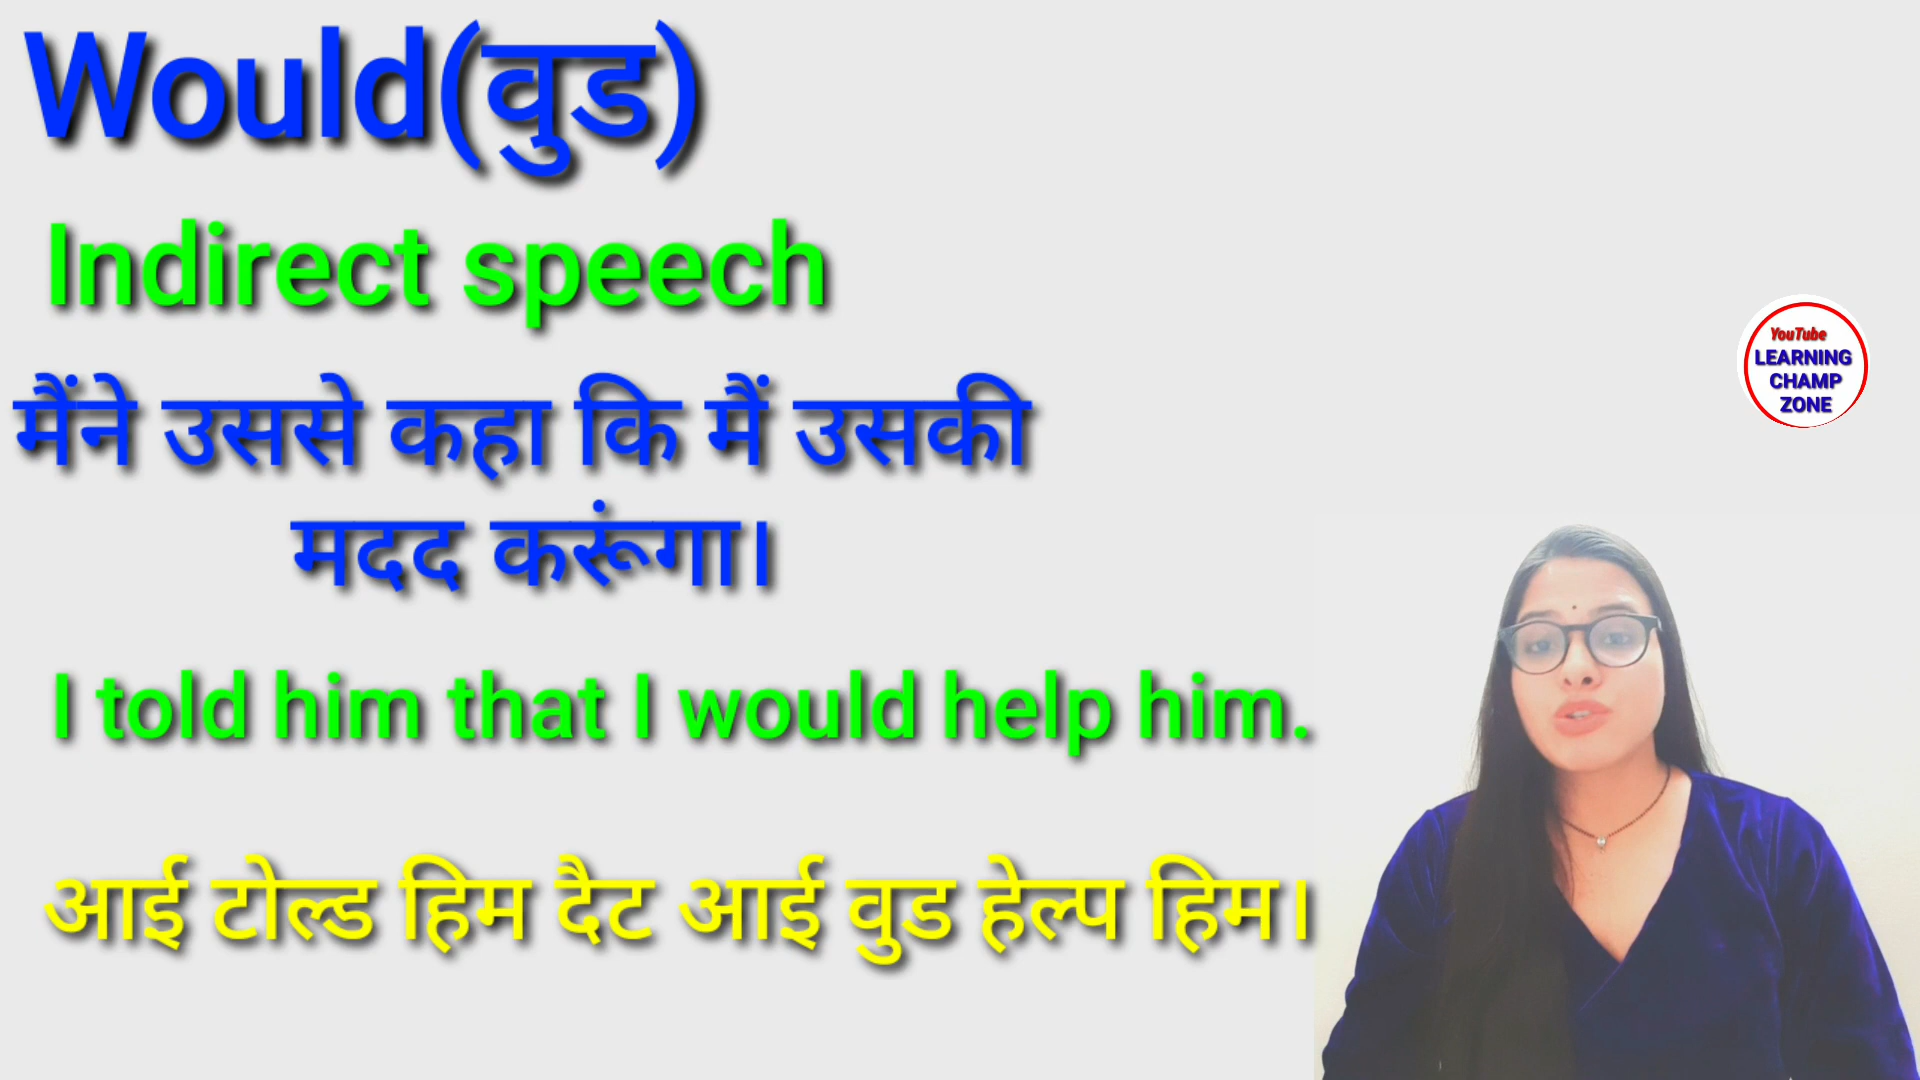 Would(वुड)
Indirect speech
मैंने उससे कहा कि मैं उसकी
मदद करूंगा।
I told him that I would help him.
आई टोल्ड हिम दैट आई वुड हेल्प हिम।
YouTube
LEARNING
CHAMP
ZONE